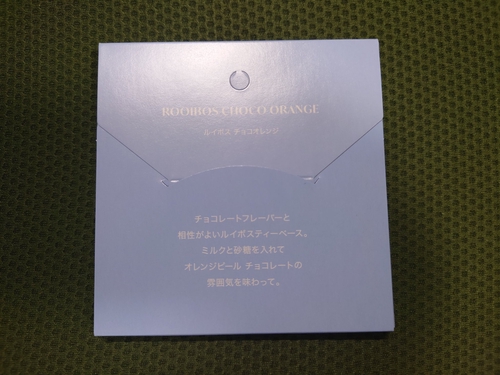 ROOIBOS CHOCO ORANGE
ルイボス チョコオレンジ
チョコレートフレーバーと
相性がよいルイボスティーベース。
ミルクと砂糖を入れて
オレンジピール チョコレートの
雰囲気を味わって。